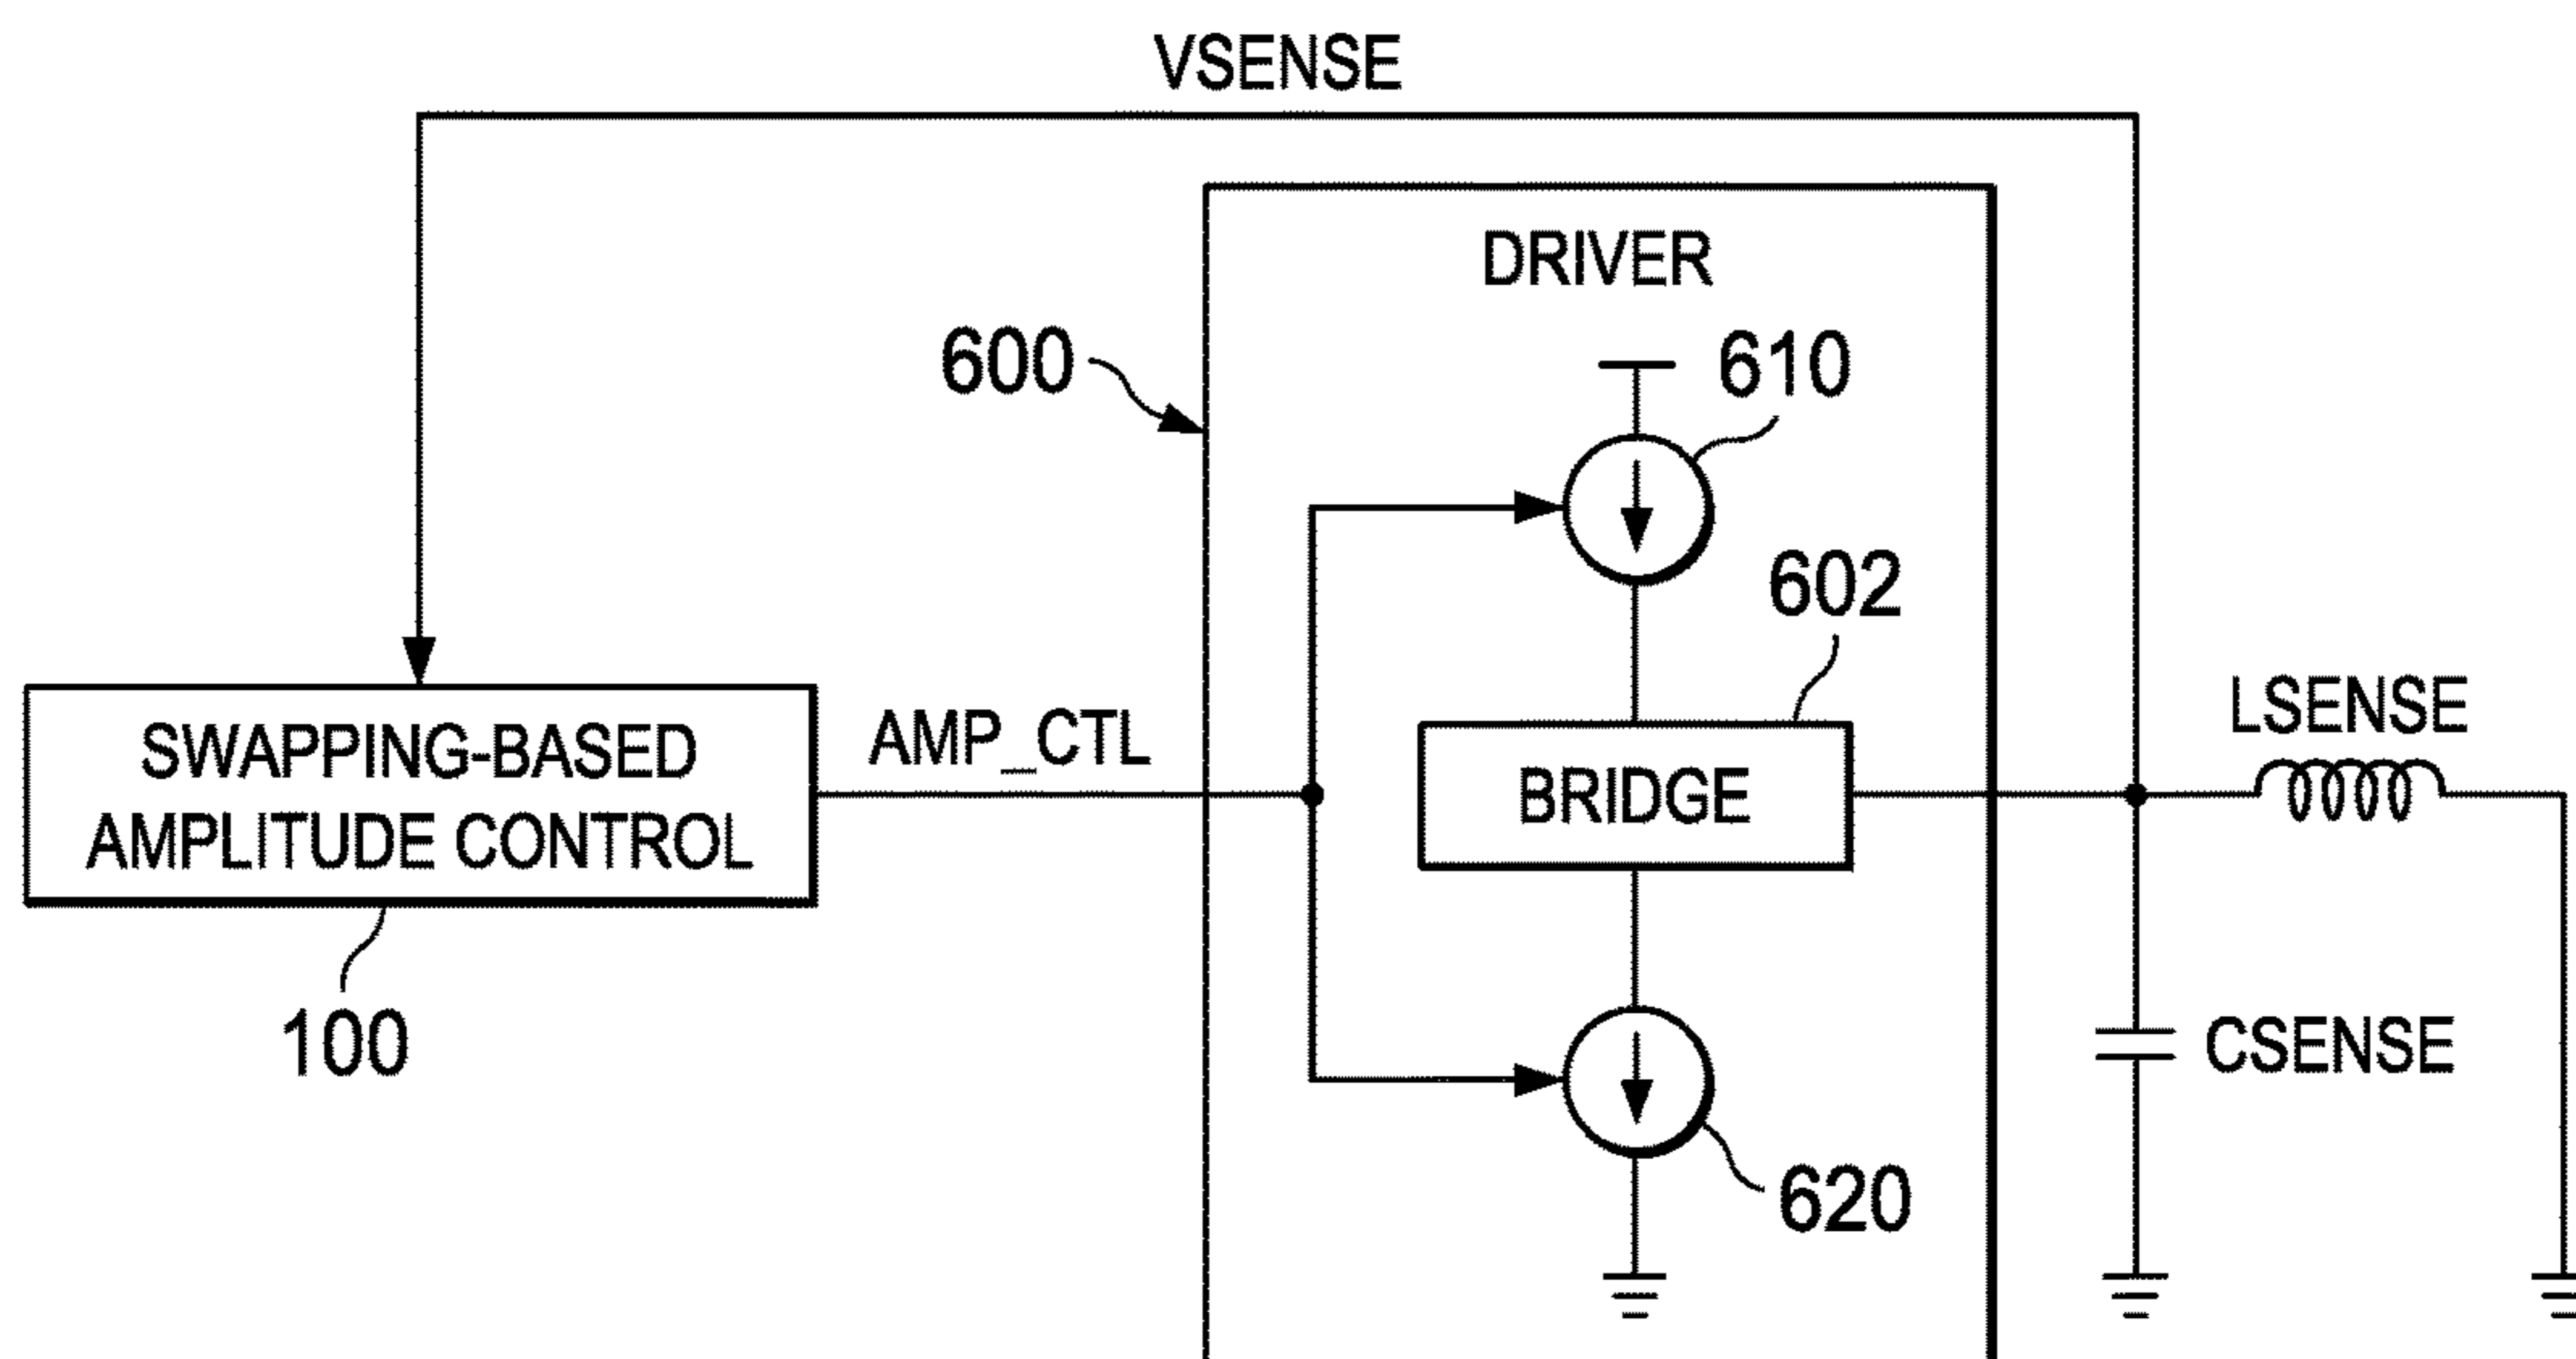 VSENSE
DRIVER
600
610
602
SWAPPING-BASED
AMPLITUDE CONTROL
AMP_CTL
BRIDGE
LSENSE
100
CSENSE
620